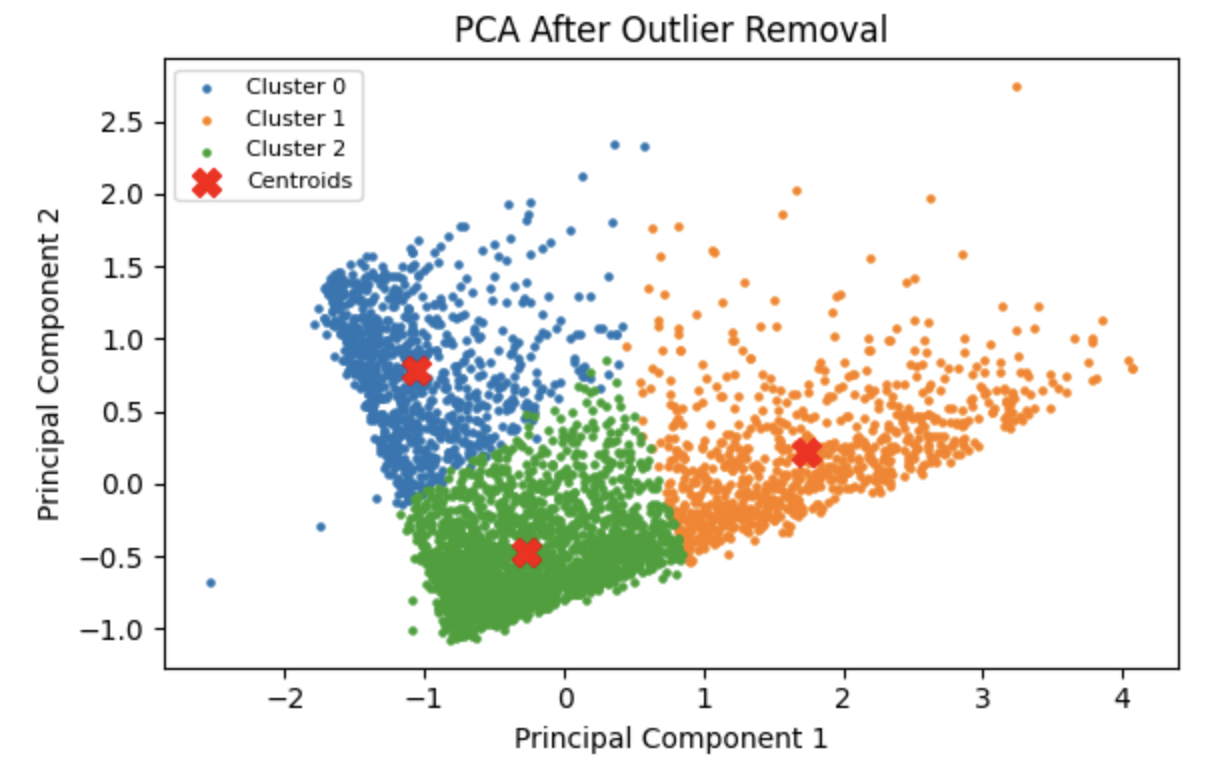 PCA After Outlier Removal
Cluster 0
Cluster 1
Cluster 2
Centroids
Principal Component 2
2.5
2.0
1.5
1.0
0.5
0.0
−0.5
−1.0
−2 −1 0 1 2 3 4
Principal Component 1